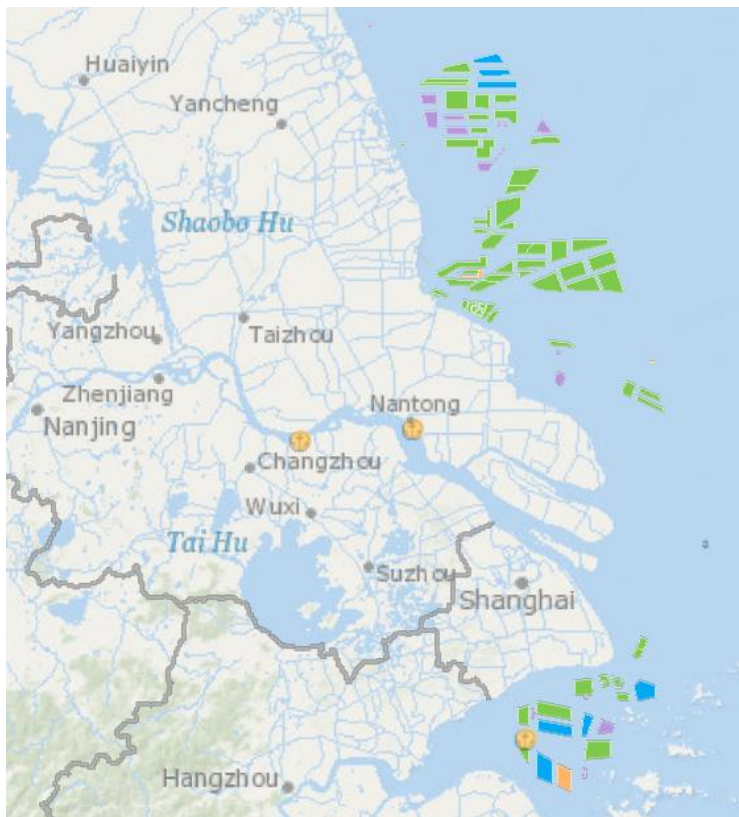 Huaiyin
Yancheng
Shaobo Hu
Yangzhou
Taizhou
Zhenjiang
Nanjing
Nantong
Changzhou
Wuxi
Tai Hu
Suzhou
Shanghai
Hangzhou